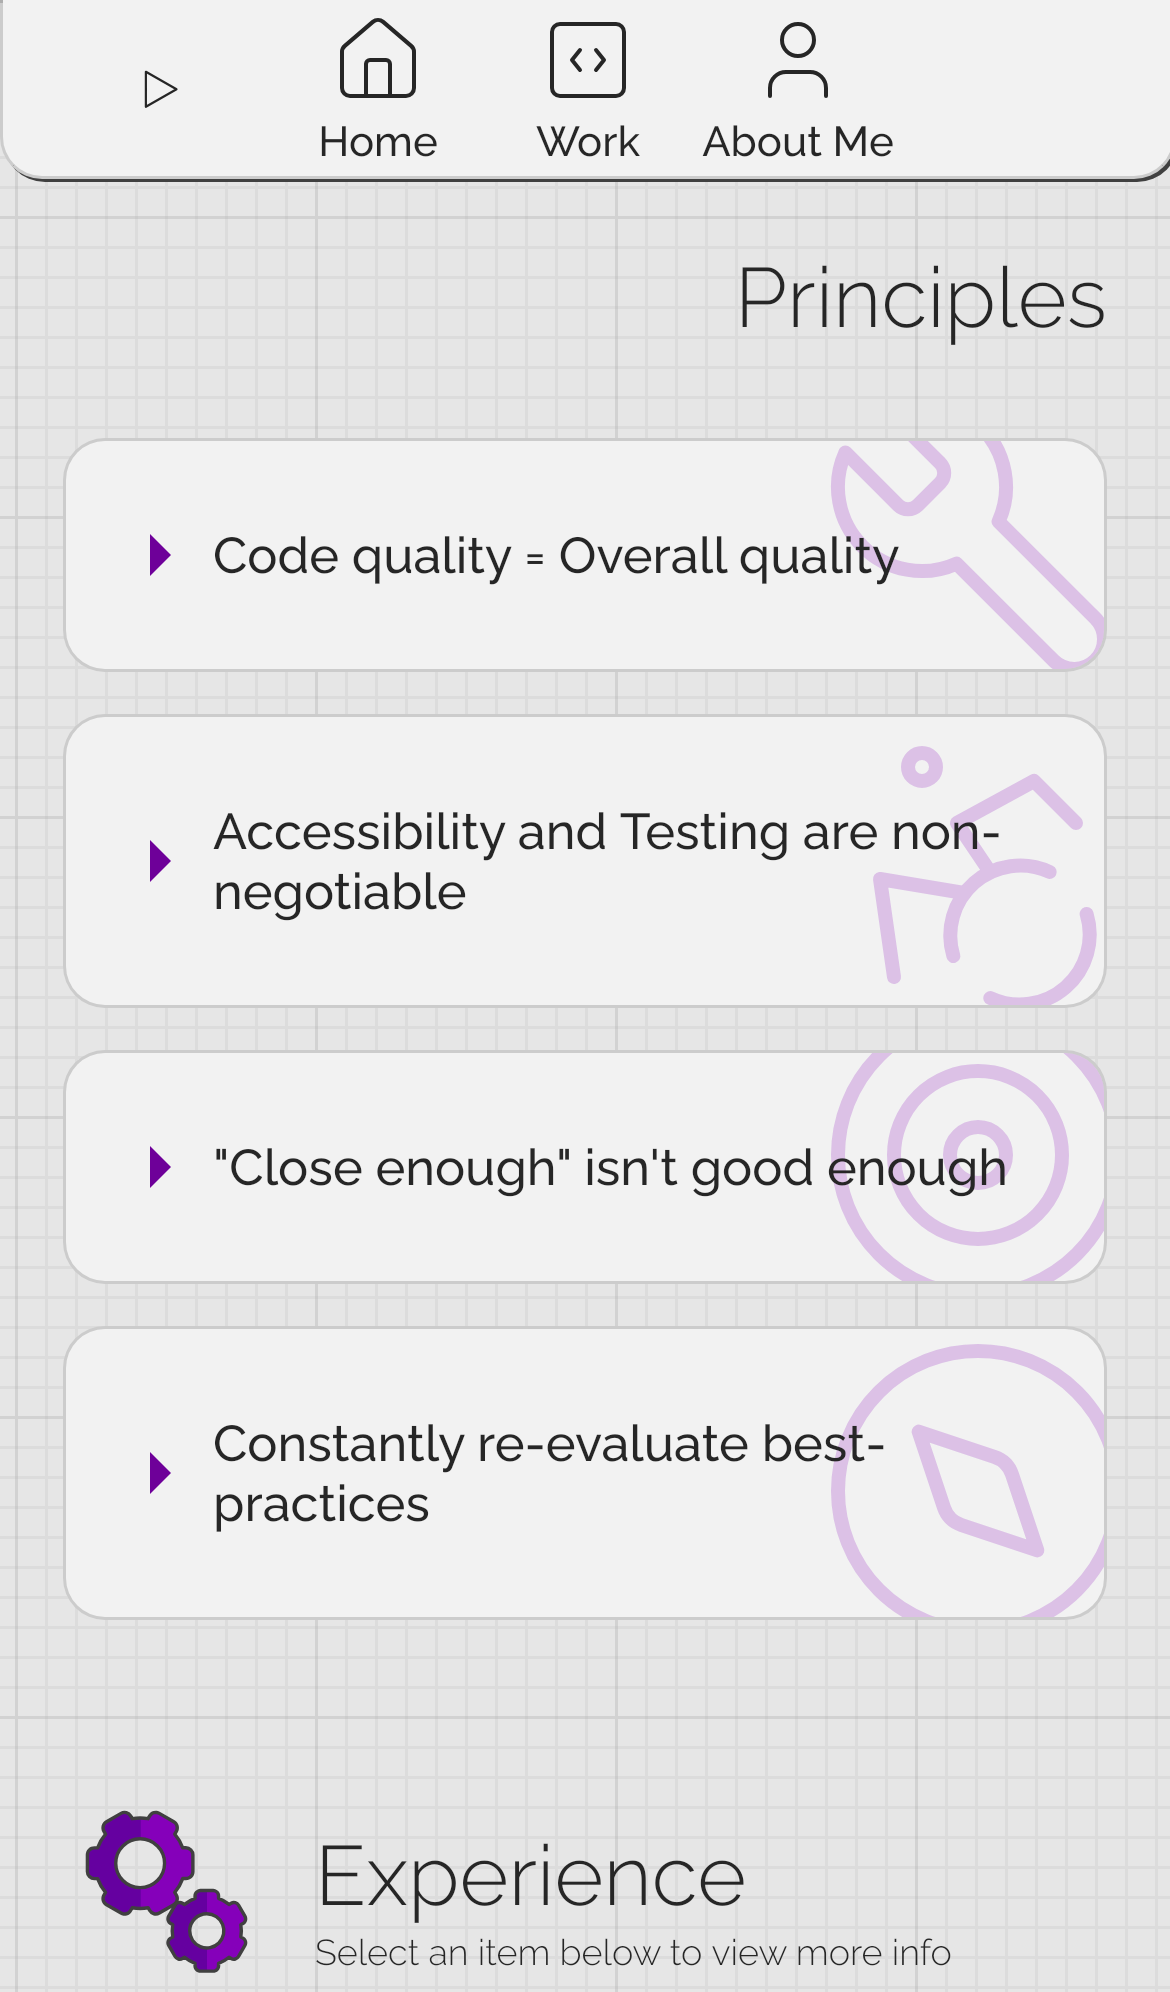 Home Work About Me
Principles
Code quality = Overall quality
Accessibility and Testing are non-
negotiable
"Close enough" isn't good enough
Constantly re-evaluate best-
practices
Experience
Select an item below to view more info